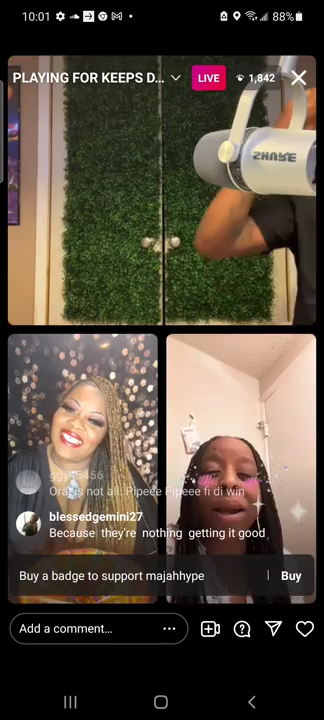 10:01
88%
PLAYING FOR KEEPS D...
LIVE
1,842
SHURE
Oral is not all. Pipeee Pipeee fi di win
blessedgemini27
Because they're nothing getting it good
Buy a badge to support majahhype
Buy
Add a comment...